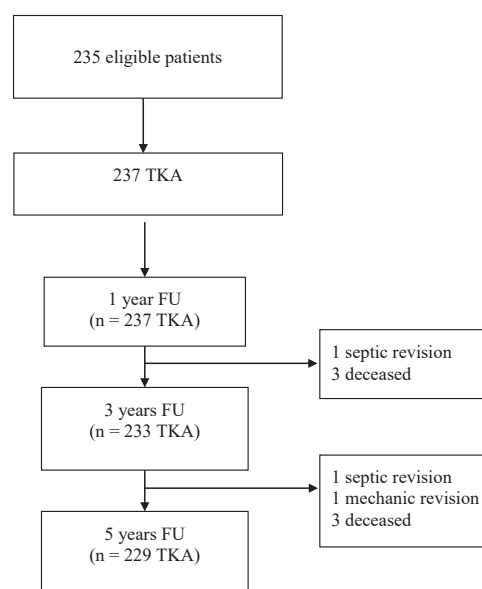 235 eligible patients
237 TKA
1 year FU
(n = 237 TKA)
1 septic revision
3 deceased
3 years FU
(n = 233 TKA)
1 septic revision
1 mechanic revision
3 deceased
5 years FU
(n = 229 TKA)